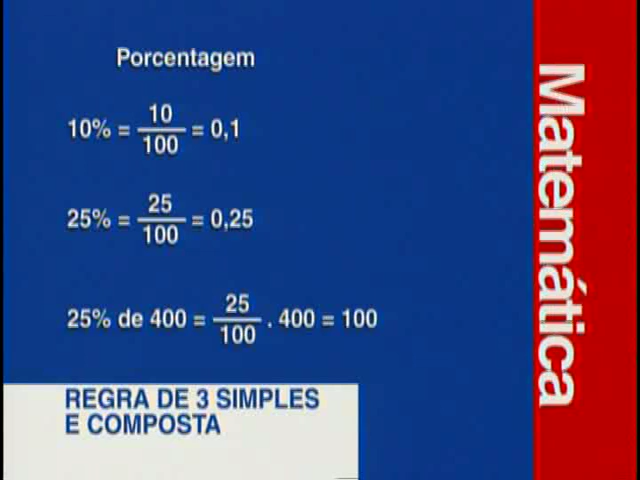 Porcentagem
10% = 10/100 = 0,1
25% = 25/100 = 0,25
25% de 400 = 25/100 . 400 = 100
REGRA DE 3 SIMPLES
E COMPOSTA
Matemática